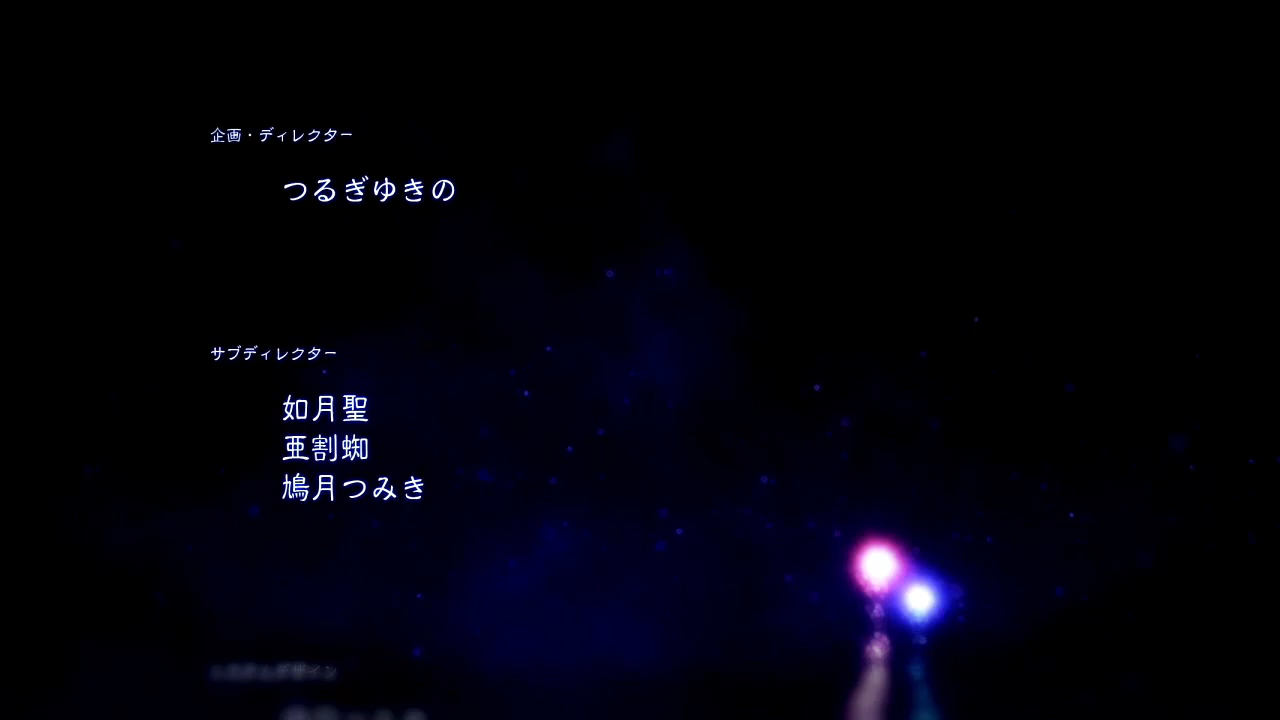 企画・ディレクター
つるぎゆきの
サブディレクター
如月聖
亜割蜘
鳩月つみき